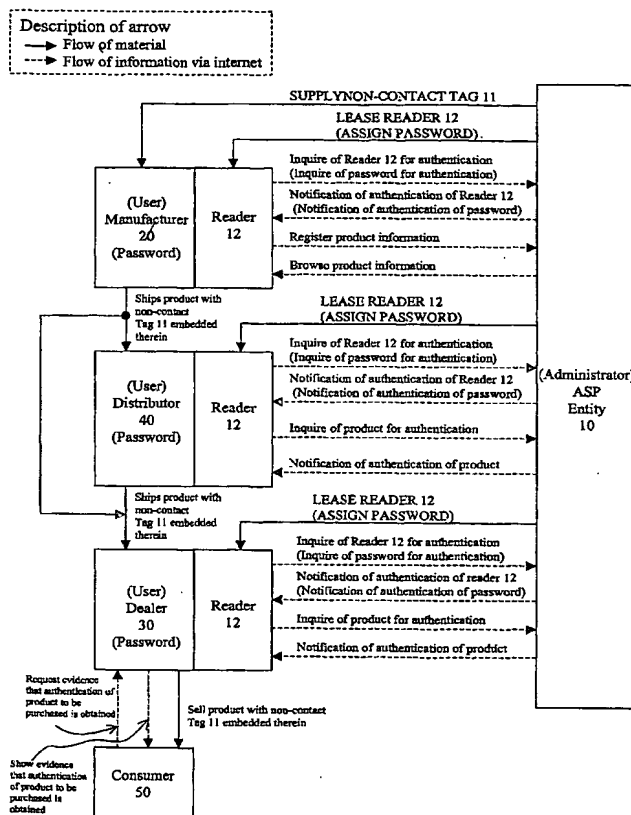 Description of arrow
Flow of material
Flow of information via internet
SUPPLYNON-CONTACT TAG 11
LEASE READER 12
(ASSIGN PASSWORD).
(User)
Manufacturer
20
(Password)
Reader
12
Inquire of Reader 12 for authentication
(Inquire of password for authentication)
Notification of authentication of Reader 12
(Notification of authentication of password)
Register product information
Browse product information
Ships product with
non-contact
Tag 11 embedded
therein
LEASE READER 12
(ASSIGN PASSWORD)
(User)
Distributor
40
(Password)
Reader
12
Inquire of Reader 12 for authentication
(Inquire of password for authentication)
Notification of authentication of Reader 12
(Notification of authentication of password)
Inquire of product for authentication
Notification of authentication of product
(Administrator)
ASP
Entity
10
Ships product with
non-contact
Tag 11 embedded
therein
LEASE READER 12
(ASSIGN PASSWORD)
(User)
Dealer
30
(Password)
Reader
12
Inquire of Reader 12 for authentication
(Inquire of password for authentication)
Notification of authentication of reader 12
(Notification of authentication of password)
Inquire of product for authentication
Notification of authentication of product
Request evidence
that authentication of
product to be
purchased is obtained
Sell product with non-contact
Tag 11 embedded therein
Show evidence
that authentication
of product to be
purchased is
obtained
Consumer
50